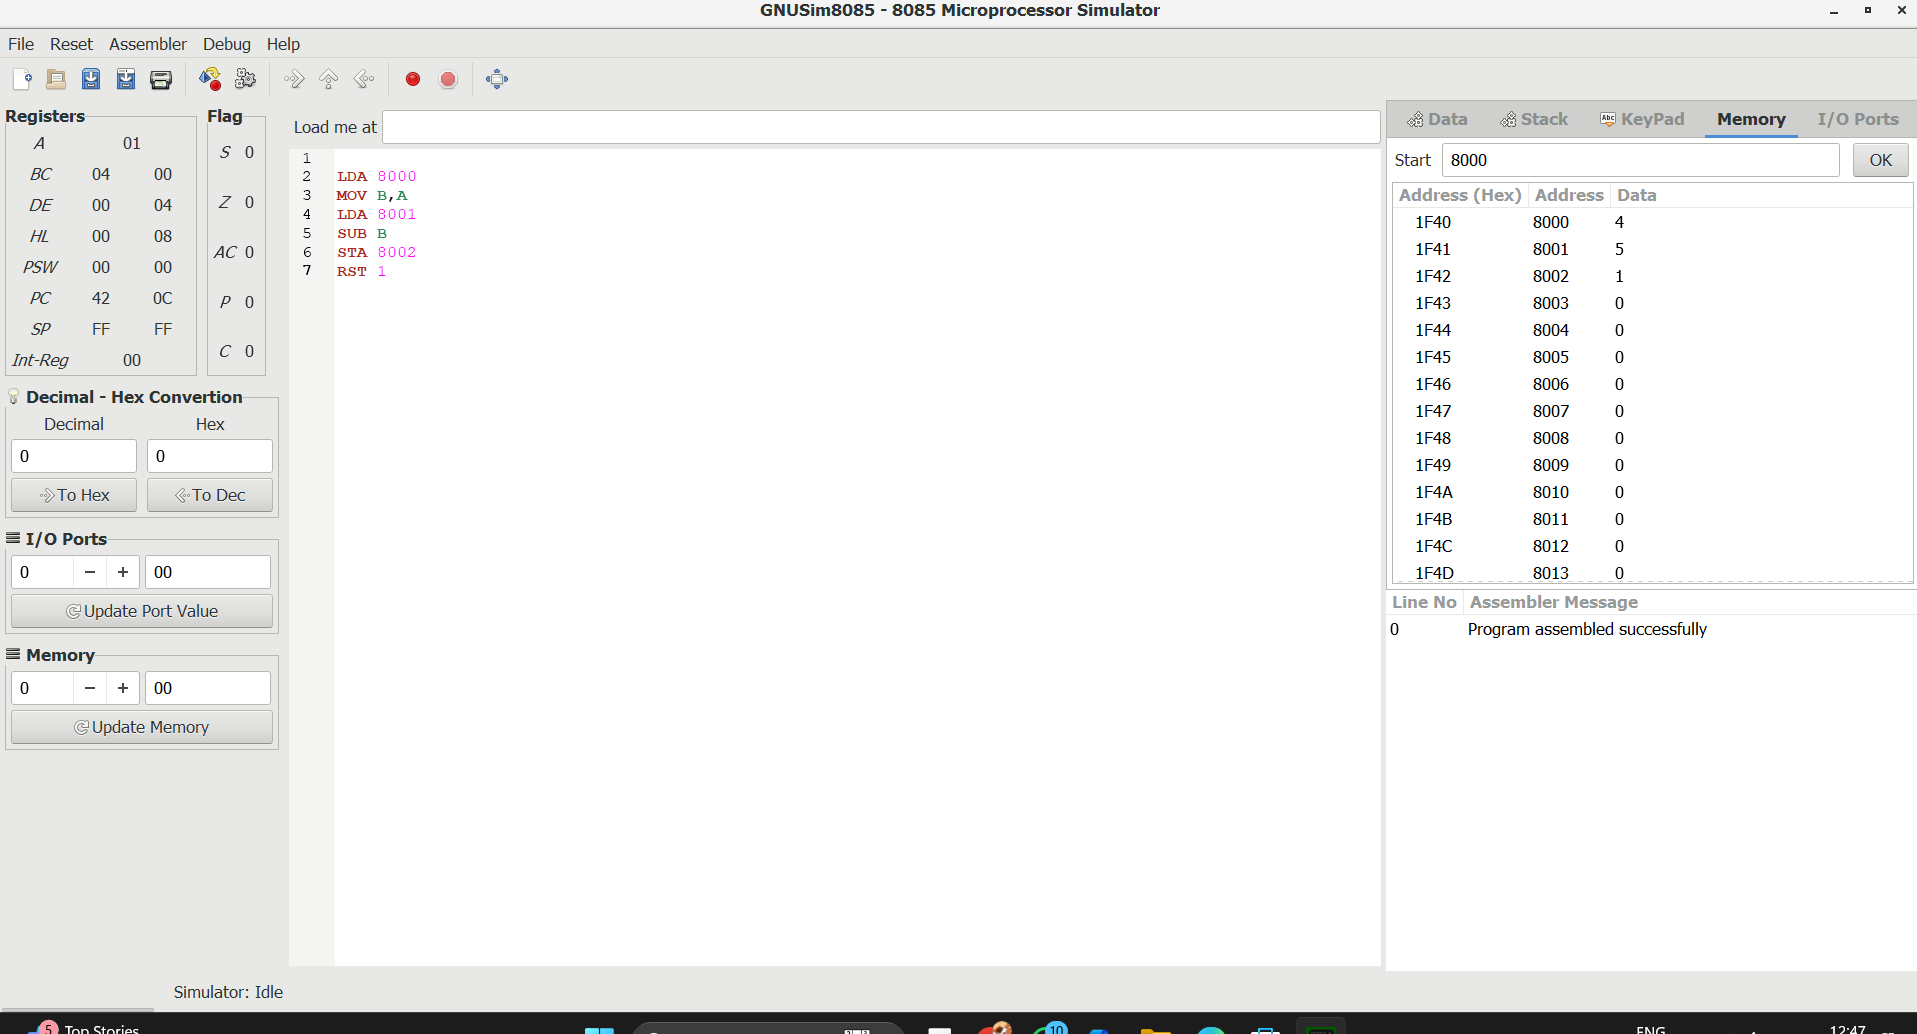 GNUSim8085 - 8085 Microprocessor Simulator
File Reset Assembler Debug Help
Registers
A 01
BC 04 00
DE 00 04
HL 00 08
PSW 00 00
PC 42 0C
SP FF FF
Int-Reg 00
Flag
S 0
Z 0
AC 0
P 0
C 0
Decimal - Hex Convertion
Decimal Hex
0 0
To Hex To Dec
I/O Ports
0 − + 00
Update Port Value
Memory
0 − + 00
Update Memory
Load me at
1
2 LDA 8000
3 MOV B,A
4 LDA 8001
5 SUB B
6 STA 8002
7 RST 1
Data Stack Abc KeyPad Memory I/O Ports
Start 8000 OK
Address (Hex) Address Data
1F40 8000 4
1F41 8001 5
1F42 8002 1
1F43 8003 0
1F44 8004 0
1F45 8005 0
1F46 8006 0
1F47 8007 0
1F48 8008 0
1F49 8009 0
1F4A 8010 0
1F4B 8011 0
1F4C 8012 0
1F4D 8013 0
Line No Assembler Message
0 Program assembled successfully
Simulator: Idle
5 Top Stories
10
ENG
12:47